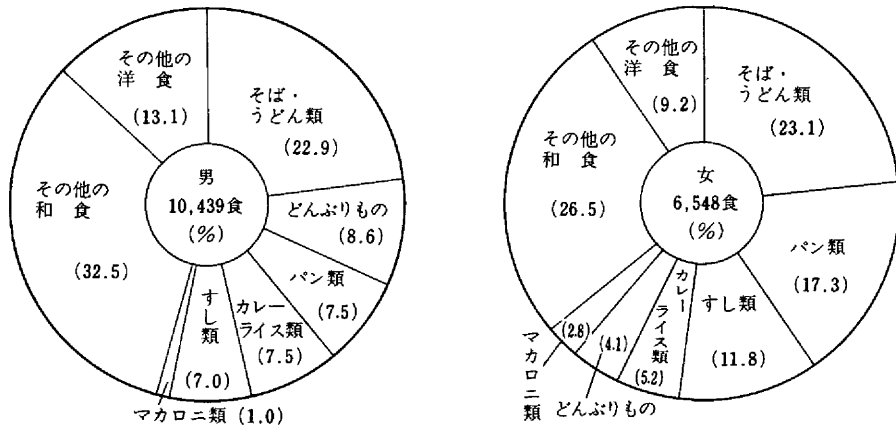 その他の
洋食
(13.1)
そば・
うどん類
(22.9)
男
10,439食
(%)
どんぶりもの
(8.6)
その他の
和食
(32.5)
パン類
(7.5)
カレー
ライス類
(7.5)
すし類
(7.0)
マカロニ類 (1.0)
その他の
洋食
(9.2)
そば・
うどん類
(23.1)
女
6,548食
(%)
その他の
和食
(26.5)
パン類
(17.3)
すし類
(11.8)
カレー
ライス類
(5.2)
(4.1)
どんぶりもの
(2.8)
マカロニ類